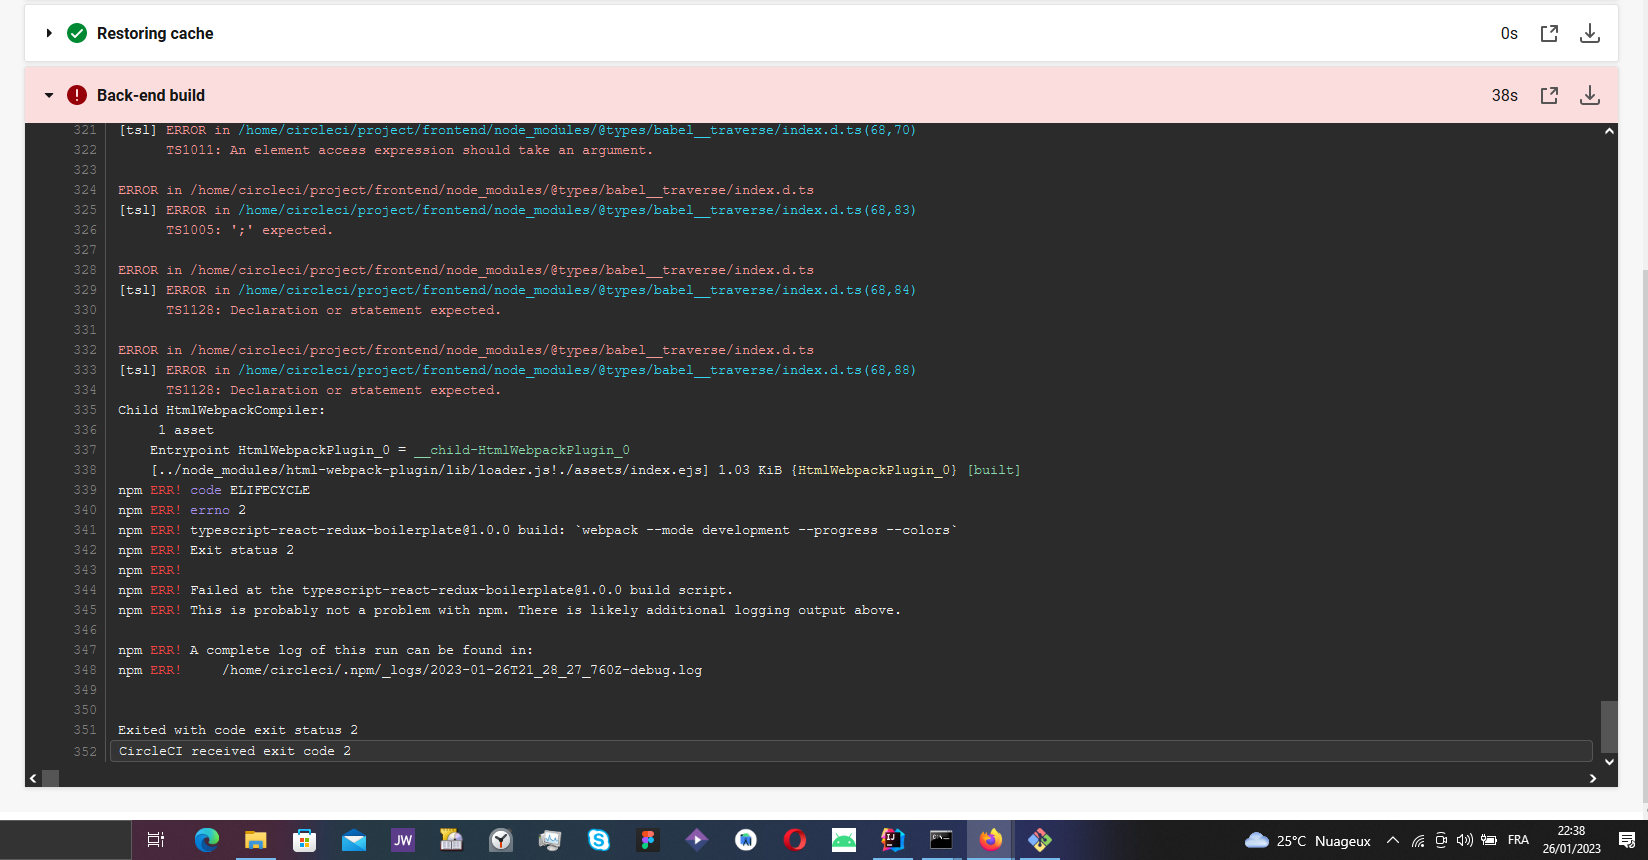 Restoring cache 0s
Back-end build 38s
321 [tsl] ERROR in /home/circleci/project/frontend/node_modules/@types/babel__traverse/index.d.ts(68,70)
322 TS1011: An element access expression should take an argument.
323
324 ERROR in /home/circleci/project/frontend/node_modules/@types/babel__traverse/index.d.ts
325 [tsl] ERROR in /home/circleci/project/frontend/node_modules/@types/babel__traverse/index.d.ts(68,83)
326 TS1005: ';' expected.
327
328 ERROR in /home/circleci/project/frontend/node_modules/@types/babel__traverse/index.d.ts
329 [tsl] ERROR in /home/circleci/project/frontend/node_modules/@types/babel__traverse/index.d.ts(68,84)
330 TS1128: Declaration or statement expected.
331
332 ERROR in /home/circleci/project/frontend/node_modules/@types/babel__traverse/index.d.ts
333 [tsl] ERROR in /home/circleci/project/frontend/node_modules/@types/babel__traverse/index.d.ts(68,88)
334 TS1128: Declaration or statement expected.
335 Child HtmlWebpackCompiler:
336 1 asset
337 Entrypoint HtmlWebpackPlugin_0 = __child-HtmlWebpackPlugin_0
338 [../node_modules/html-webpack-plugin/lib/loader.js!./assets/index.ejs] 1.03 KiB {HtmlWebpackPlugin_0} [built]
339 npm ERR! code ELIFECYCLE
340 npm ERR! errno 2
341 npm ERR! typescript-react-redux-boilerplate@1.0.0 build: `webpack --mode development --progress --colors`
342 npm ERR! Exit status 2
343 npm ERR!
344 npm ERR! Failed at the typescript-react-redux-boilerplate@1.0.0 build script.
345 npm ERR! This is probably not a problem with npm. There is likely additional logging output above.
346
347 npm ERR! A complete log of this run can be found in:
348 npm ERR! /home/circleci/.npm/_logs/2023-01-26T21_28_27_760Z-debug.log
349
350
351 Exited with code exit status 2
352 CircleCI received exit code 2
JW
IJ
25°C Nuageux
FRA
22:38
26/01/2023